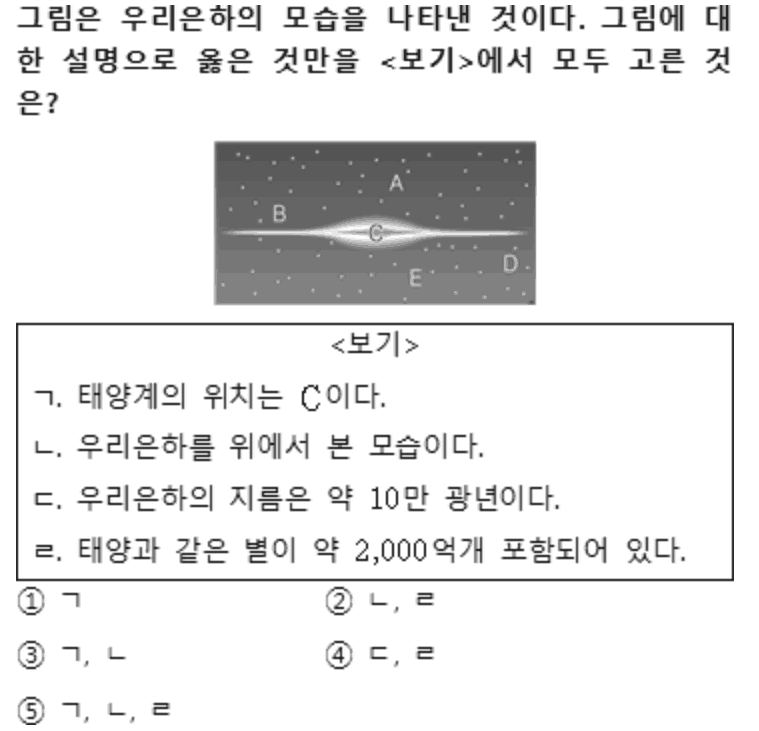 그림은 우리은하의 모습을 나타낸 것이다. 그림에 대
한 설명으로 옳은 것만을 <보기>에서 모두 고른 것
은?
A
B
C
D
E
<보기>
ㄱ. 태양계의 위치는 C이다.
ㄴ. 우리은하를 위에서 본 모습이다.
ㄷ. 우리은하의 지름은 약 10만 광년이다.
ㄹ. 태양과 같은 별이 약 2,000억개 포함되어 있다.
① ㄱ ② ㄴ, ㄹ
③ ㄱ, ㄴ ④ ㄷ, ㄹ
⑤ ㄱ, ㄴ, ㄹ